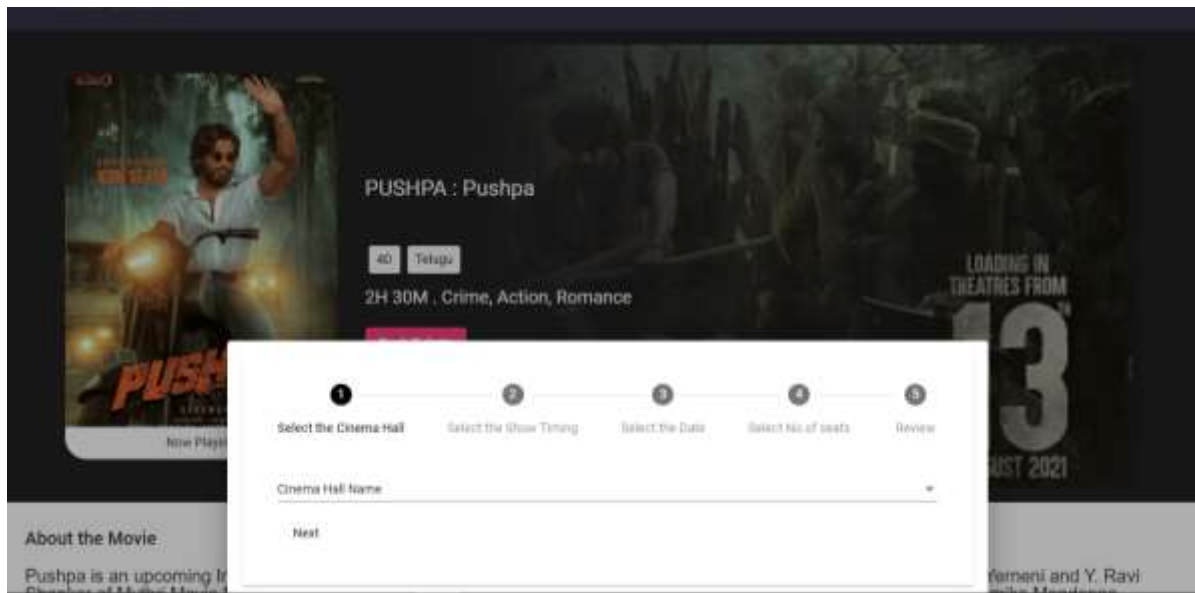 PUSHPA : Pushpa
4D Telugu
2H 30M . Crime, Action, Romance
LOADING IN
THEATRES FROM
13TH
UST 2021
PUSH
Now Playi
1 2 3 4 5
Select the Cinema Hall Select the Show Timing Select the Date Select No.of seats Review
Cinema Hall Name
Next
About the Movie
Pushpa is an upcoming In Yerneni and Y. Ravi